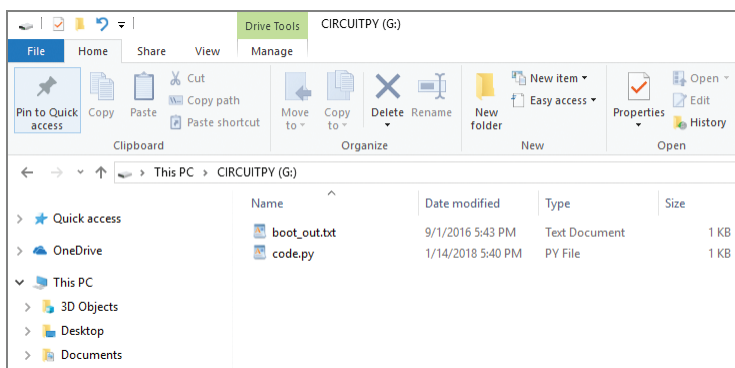 Drive Tools CIRCUITPY (G:)
File Home Share View Manage
Pin to Quick access
Copy
Paste
Cut
Copy path
Paste shortcut
Clipboard
Move to
Copy to
Delete
Rename
Organize
New folder
New item
Easy access
New
Properties
Open
Edit
History
Open
This PC > CIRCUITPY (G:)
Name Date modified Type Size
boot_out.txt 9/1/2016 5:43 PM Text Document 1 KB
code.py 1/14/2018 5:40 PM PY File 1 KB
Quick access
OneDrive
This PC
3D Objects
Desktop
Documents